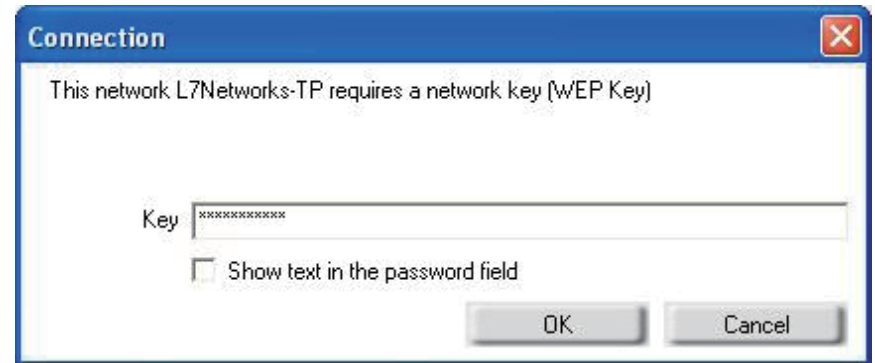 Connection
This network L7Networks-TP requires a network key (WEP Key)
Key ***********
Show text in the password field
OK Cancel